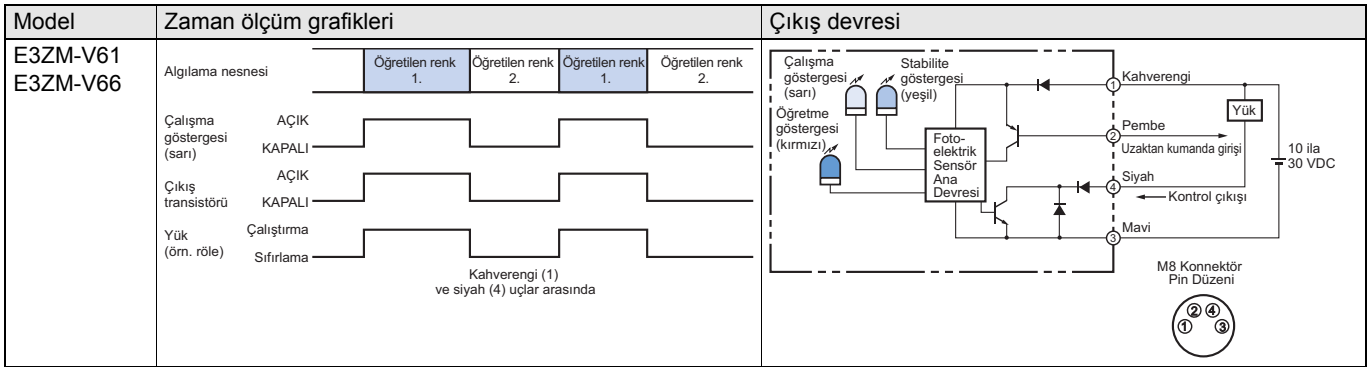 Model
Zaman ölçüm grafikleri
Çıkış devresi
E3ZM-V61
E3ZM-V66
Algılama nesnesi
Öğretilen renk
1.
Öğretilen renk
2.
Öğretilen renk
1.
Öğretilen renk
2.
Çalışma
göstergesi
(sarı)
AÇIK
KAPALI
Çıkış
transistörü
AÇIK
KAPALI
Yük
(örn. röle)
Çalıştırma
Sıfırlama
Kahverengi (1)
ve siyah (4) uçlar arasında
Çalışma
göstergesi
(sarı)
Stabilite
göstergesi
(yeşil)
Öğretme
göstergesi
(kırmızı)
Foto-
elektrik
Sensör
Ana
Devresi
1
Kahverengi
Yük
2
Pembe
Uzaktan kumanda girişi
10 ila
30 VDC
4
Siyah
Kontrol çıkışı
3
Mavi
M8 Konnektör
Pin Düzeni
2 4
1 3